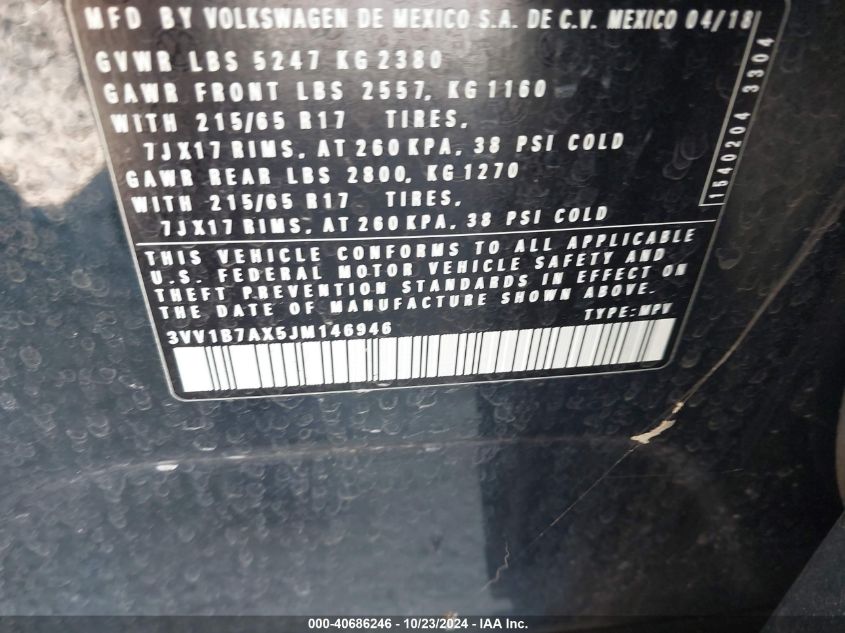 MFD BY VOLKSWAGEN DE MEXICO S.A. DE C.V. MEXICO 04/18
GVWR LBS 5247 KG 2380
GAWR FRONT LBS 2557, KG 1160
WITH 215/65 R17 TIRES,
7JX17 RIMS, AT 260 KPA, 38 PSI COLD
GAWR REAR LBS 2800, KG 1270
WITH 215/65 R17 TIRES,
7JX17 RIMS, AT 260 KPA, 38 PSI COLD
1540204 3304
THIS VEHICLE CONFORMS TO ALL APPLICABLE
U.S. FEDERAL MOTOR VEHICLE SAFETY AND
THEFT PREVENTION STANDARDS IN EFFECT ON
THE DATE OF MANUFACTURE SHOWN ABOVE.
TYPE: MPV
3VV1B7AX5JM146946
000-40686246 - 10/23/2024 - IAA Inc.